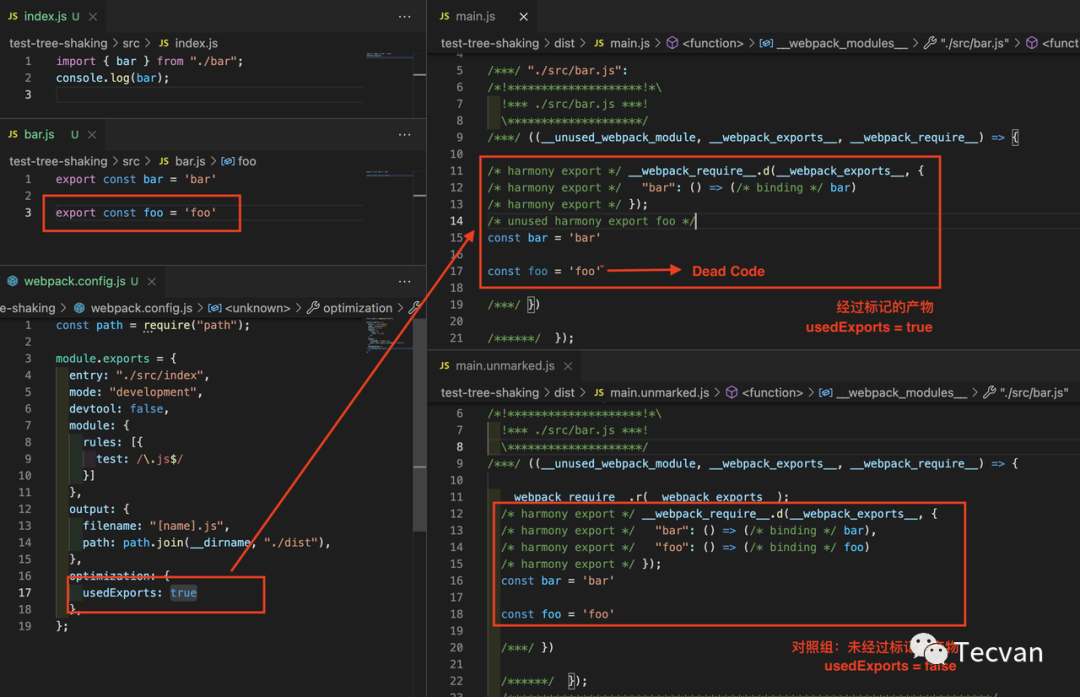 JS index.js U ×
test-tree-shaking > src > JS index.js
1 import { bar } from "./bar";
2 console.log(bar);
3
JS bar.js U ×
test-tree-shaking > src > JS bar.js > foo
1 export const bar = 'bar'
2
3 export const foo = 'foo'
webpack.config.js U ×
e-shaking > webpack.config.js > <unknown> > optimization >
1 const path = require("path");
2
3 module.exports = {
4 entry: "./src/index",
5 mode: "development",
6 devtool: false,
7 module: {
8 rules: [{
9 test: /\.js$/
10 }]
11 },
12 output: {
13 filename: "[name].js",
14 path: path.join(__dirname, "./dist"),
15 },
16 optimization: {
17 usedExports: true
18 },
19 };
JS main.js ×
test-tree-shaking > dist > JS main.js > <function> > __webpack_modules__ > "./src/bar.js" > <funct
4
5 /***/ "./src/bar.js":
6 /*!********************!*\
7 !*** ./src/bar.js ***!
8 \********************/
9 /***/ ((__unused_webpack_module, __webpack_exports__, __webpack_require__) => {
10
11 /* harmony export */ __webpack_require__.d(__webpack_exports__, {
12 /* harmony export */ "bar": () => (/* binding */ bar)
13 /* harmony export */ });
14 /* unused harmony export foo */
15 const bar = 'bar'
16
17 const foo = 'foo' Dead Code
18
19 /***/ })
经过标记的产物
20
usedExports = true
21 /******/ });
JS main.unmarked.js ×
test-tree-shaking > dist > JS main.unmarked.js > <function> > __webpack_modules__ > "./src/bar.js"
6 /*!********************!*\
7 !*** ./src/bar.js ***!
8 \********************/
9 /***/ ((__unused_webpack_module, __webpack_exports__, __webpack_require__) => {
10
11 __webpack_require__.r(__webpack_exports__);
12 /* harmony export */ __webpack_require__.d(__webpack_exports__, {
13 /* harmony export */ "bar": () => (/* binding */ bar),
14 /* harmony export */ "foo": () => (/* binding */ foo)
15 /* harmony export */ });
16 const bar = 'bar'
17
18 const foo = 'foo'
19
20 /***/ })
对照组：未经过标记的产物
Tecvan
21
usedExports = false
22 /******/ });
23